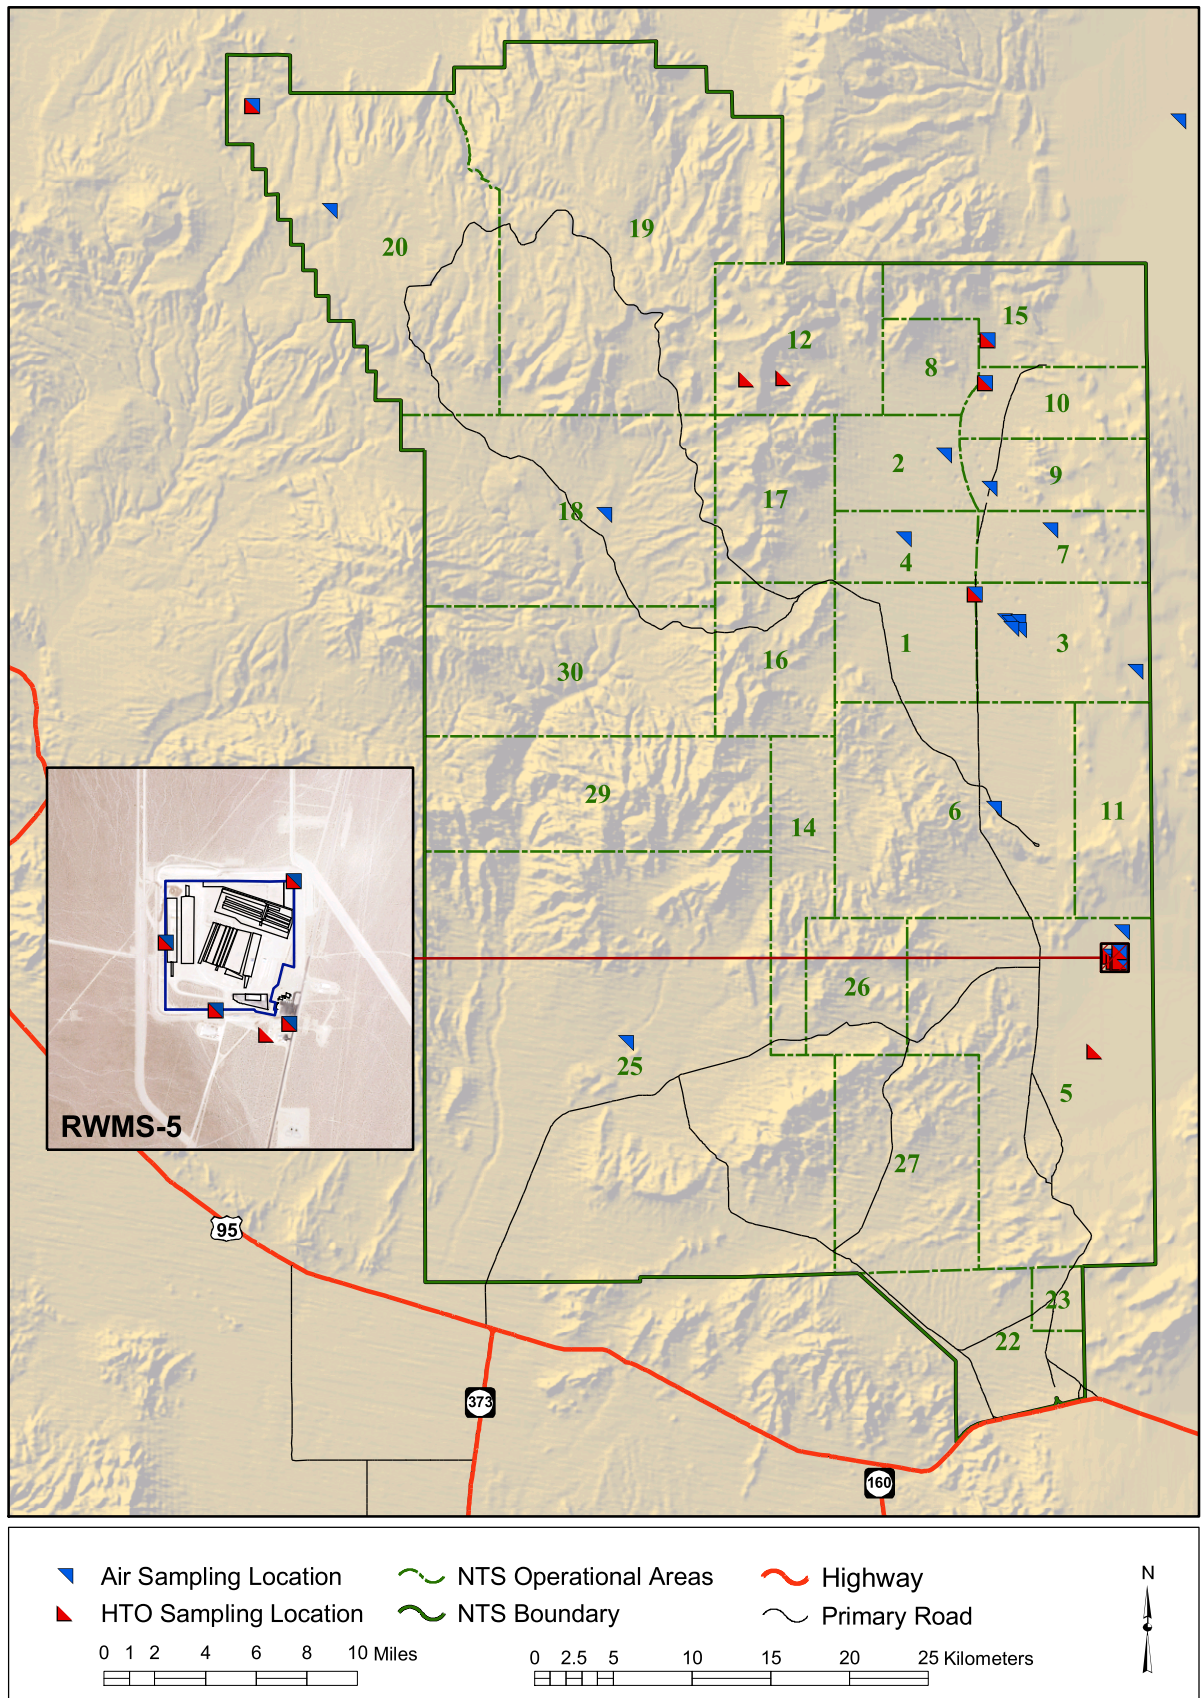 19
20
15
12
8
10
2
9
17
18
7
4
1
3
16
30
29
14
6
11
26
25
5
27
23
22
RWMS-5
95
373
160
Air Sampling Location
HTO Sampling Location
NTS Operational Areas
NTS Boundary
Highway
Primary Road
N
0 1 2 4 6 8 10 Miles
0 2.5 5 10 15 20 25 Kilometers